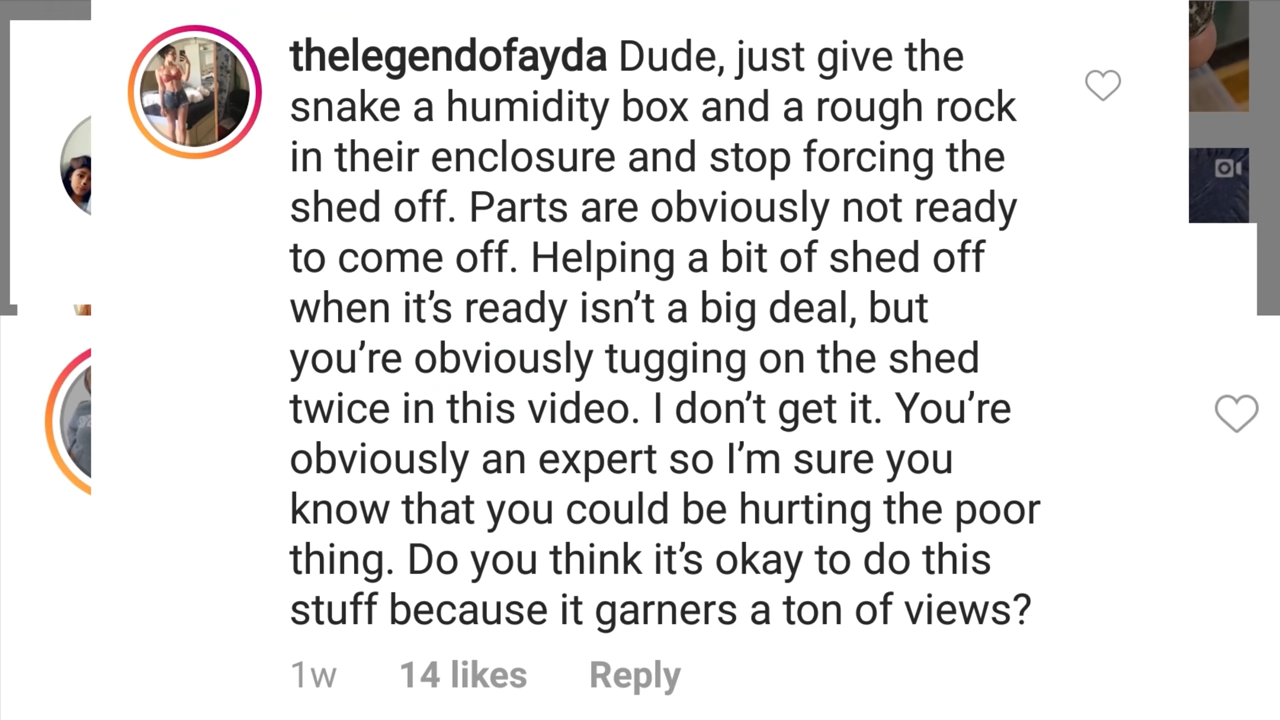 thelegendofayda Dude, just give the
snake a humidity box and a rough rock
in their enclosure and stop forcing the
shed off. Parts are obviously not ready
to come off. Helping a bit of shed off
when it’s ready isn’t a big deal, but
you’re obviously tugging on the shed
twice in this video. I don’t get it. You’re
obviously an expert so I’m sure you
know that you could be hurting the poor
thing. Do you think it’s okay to do this
stuff because it garners a ton of views?
1w 14 likes Reply